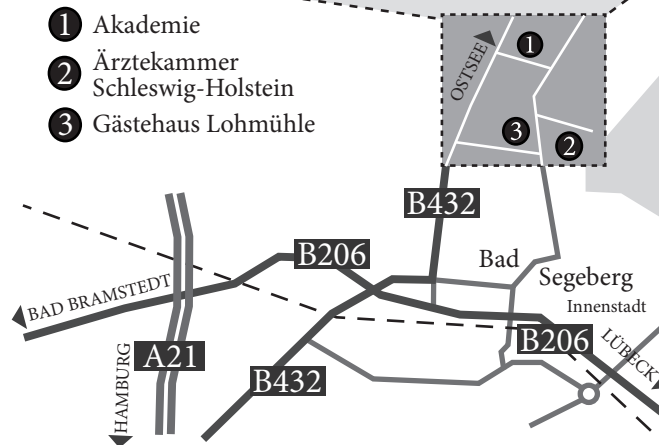 1 Akademie
2 Ärztekammer
Schleswig-Holstein
3 Gästehaus Lohmühle
OSTSEE
1
3
2
B432
B206
Bad
Segeberg
Innenstadt
BAD BRAMSTEDT
A21
HAMBURG
B432
B206
LÜBECK